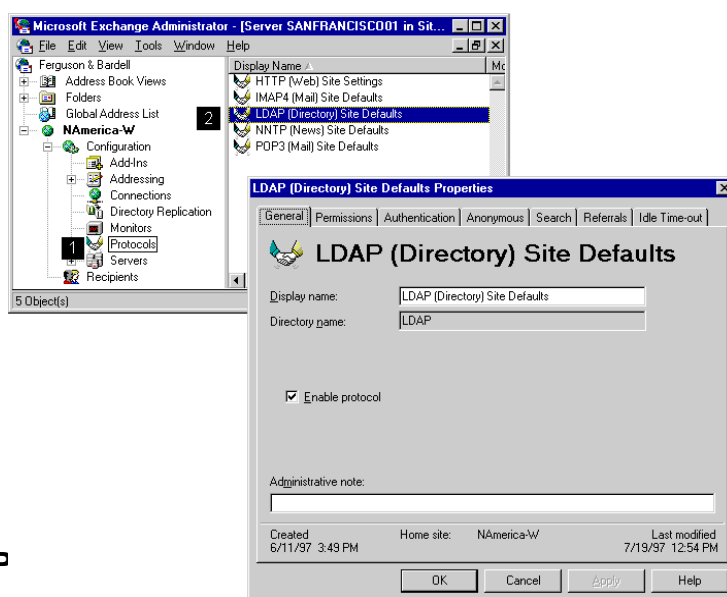 Microsoft Exchange Administrator - [Server SANFRANCISCO01 in Sit...
File Edit View Tools Window Help
Ferguson & Bardell
Address Book Views
Folders
Global Address List
NAmerica-W
Configuration
Add-Ins
Addressing
Connections
Directory Replication
Monitors
1 Protocols
Servers
Recipients
Display Name
HTTP (Web) Site Settings
IMAP4 (Mail) Site Defaults
2 LDAP (Directory) Site Defaults
NNTP (News) Site Defaults
POP3 (Mail) Site Defaults
5 Object(s)
LDAP (Directory) Site Defaults Properties
General Permissions Authentication Anonymous Search Referrals Idle Time-out
LDAP (Directory) Site Defaults
Display name: LDAP (Directory) Site Defaults
Directory name: LDAP
Enable protocol
Administrative note:
Created Home site: NAmerica-W Last modified
6/11/97 3:49 PM 7/19/97 12:54 PM
OK Cancel Apply Help